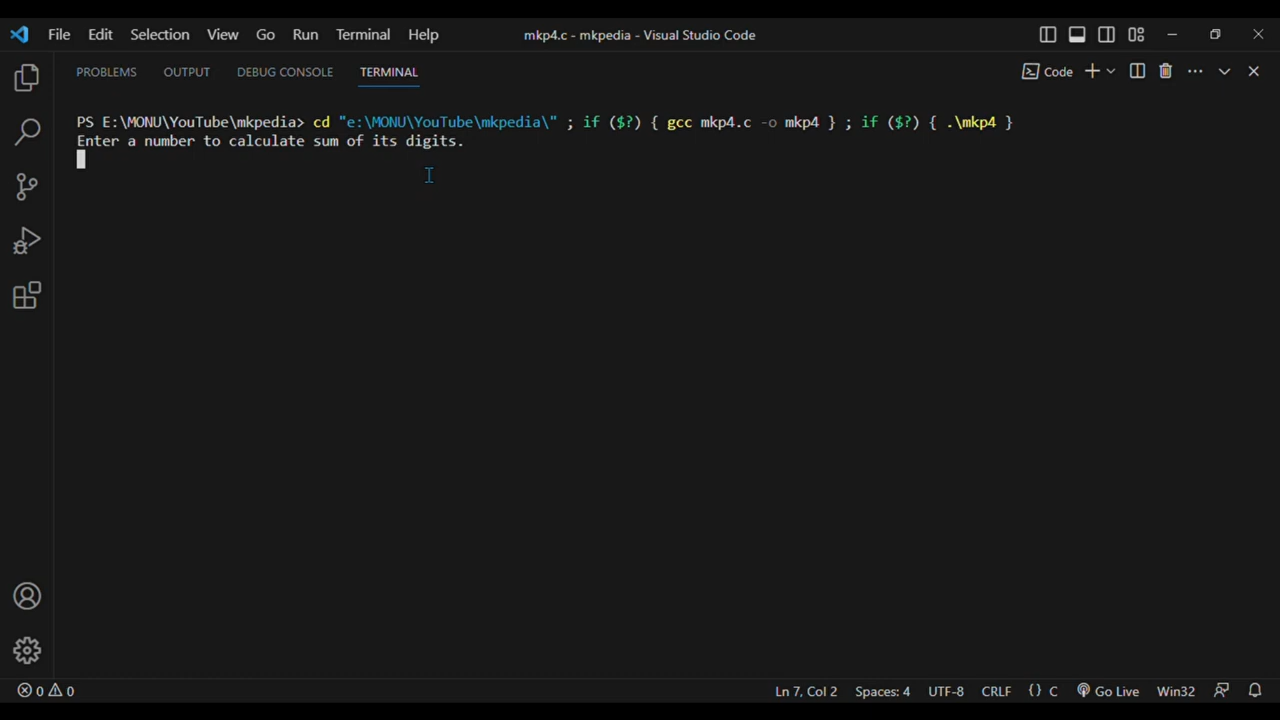 File Edit Selection View Go Run Terminal Help mkp4.c - mkpedia - Visual Studio Code
PROBLEMS OUTPUT DEBUG CONSOLE TERMINAL Code
PS E:\MONU\YouTube\mkpedia> cd "e:\MONU\YouTube\mkpedia\" ; if ($?) { gcc mkp4.c -o mkp4 } ; if ($?) { .\mkp4 }
Enter a number to calculate sum of its digits.
0 0 Ln 7, Col 2 Spaces: 4 UTF-8 CRLF {} C Go Live Win32